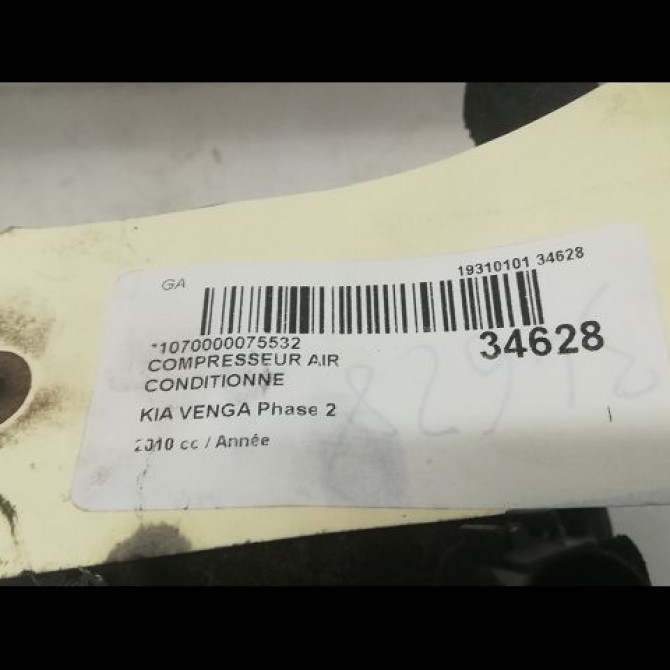 GA
19310101 34628
*1070000075532
34628
COMPRESSEUR AIR
CONDITIONNE
KIA VENGA Phase 2
2010 cc / Année